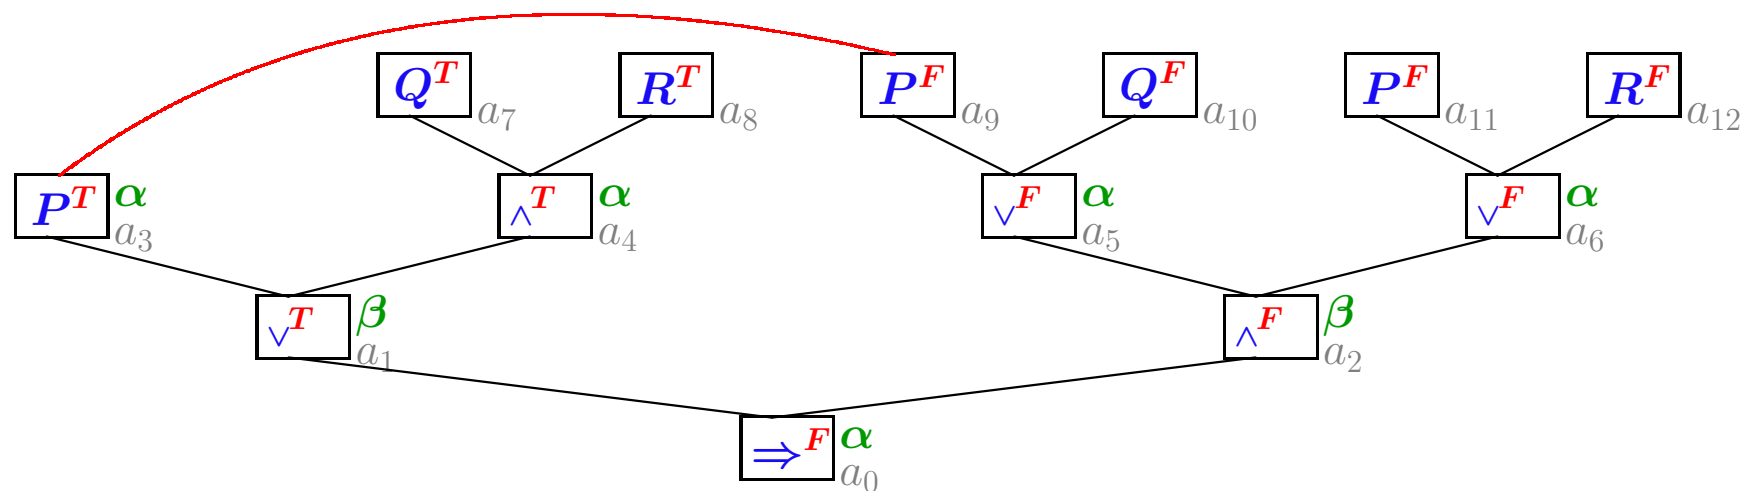 Q^T a_7 R^T a_8 P^F a_9 Q^F a_10 P^F a_11 R^F a_12
P^T α a_3 ∧^T α a_4 ∨^F α a_5 ∨^F α a_6
∨^T β a_1 ∧^F β a_2
⇒^F α a_0